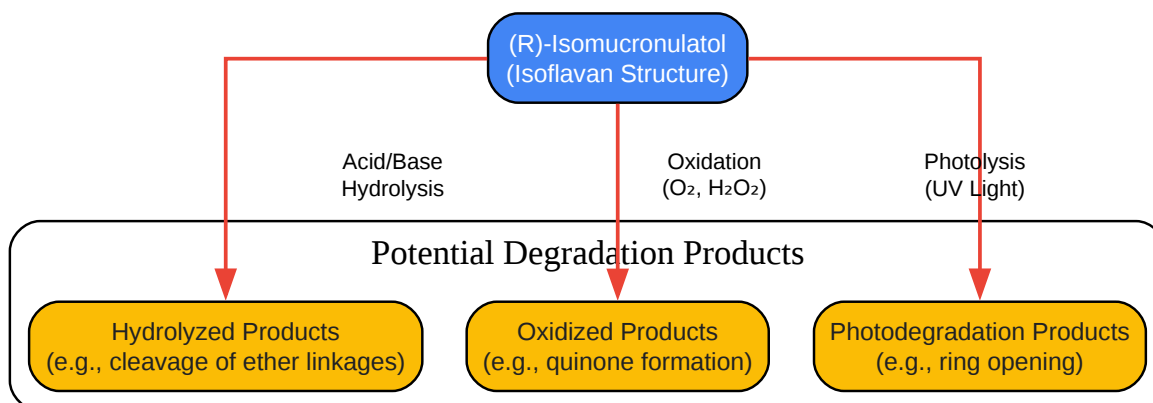 (R)-Isomucronulatol
(Isoflavan Structure)
Acid/Base
Hydrolysis
Oxidation
(O₂, H₂O₂)
Photolysis
(UV Light)
Potential Degradation Products
Hydrolyzed Products
(e.g., cleavage of ether linkages)
Oxidized Products
(e.g., quinone formation)
Photodegradation Products
(e.g., ring opening)